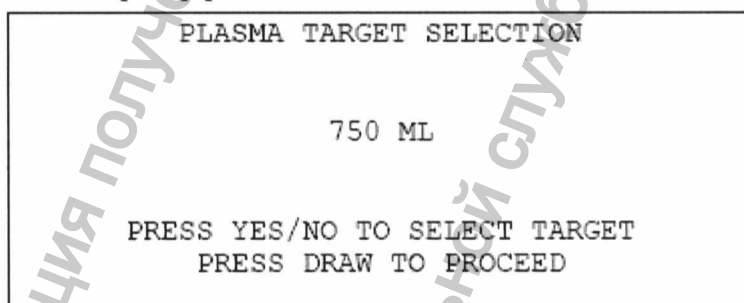 PLASMA TARGET SELECTION
750 ML
PRESS YES/NO TO SELECT TARGET
PRESS DRAW TO PROCEED